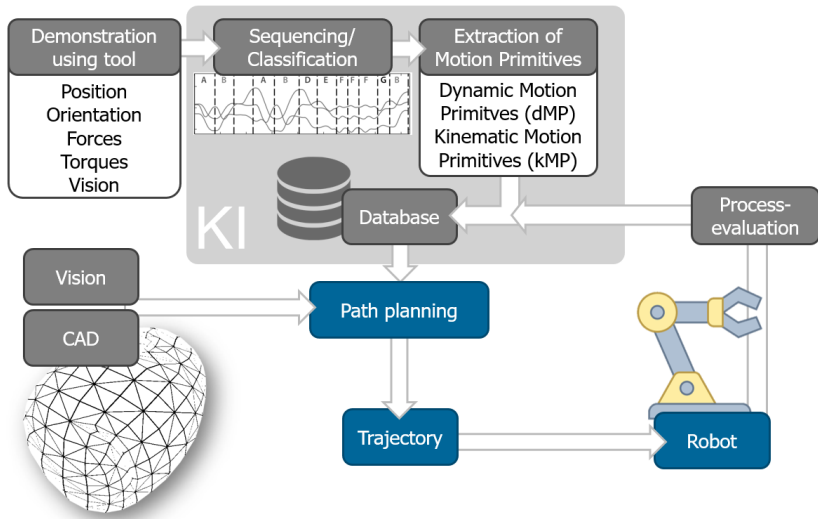 Demonstration
using tool
Position
Orientation
Forces
Torques
Vision
Sequencing/
Classification
A B A B D E F F F G B
Extraction of
Motion Primitives
Dynamic Motion
Primitves (dMP)
Kinematic Motion
Primitives (kMP)
KI
Database
Process-
evaluation
Vision
CAD
Path planning
Trajectory
Robot